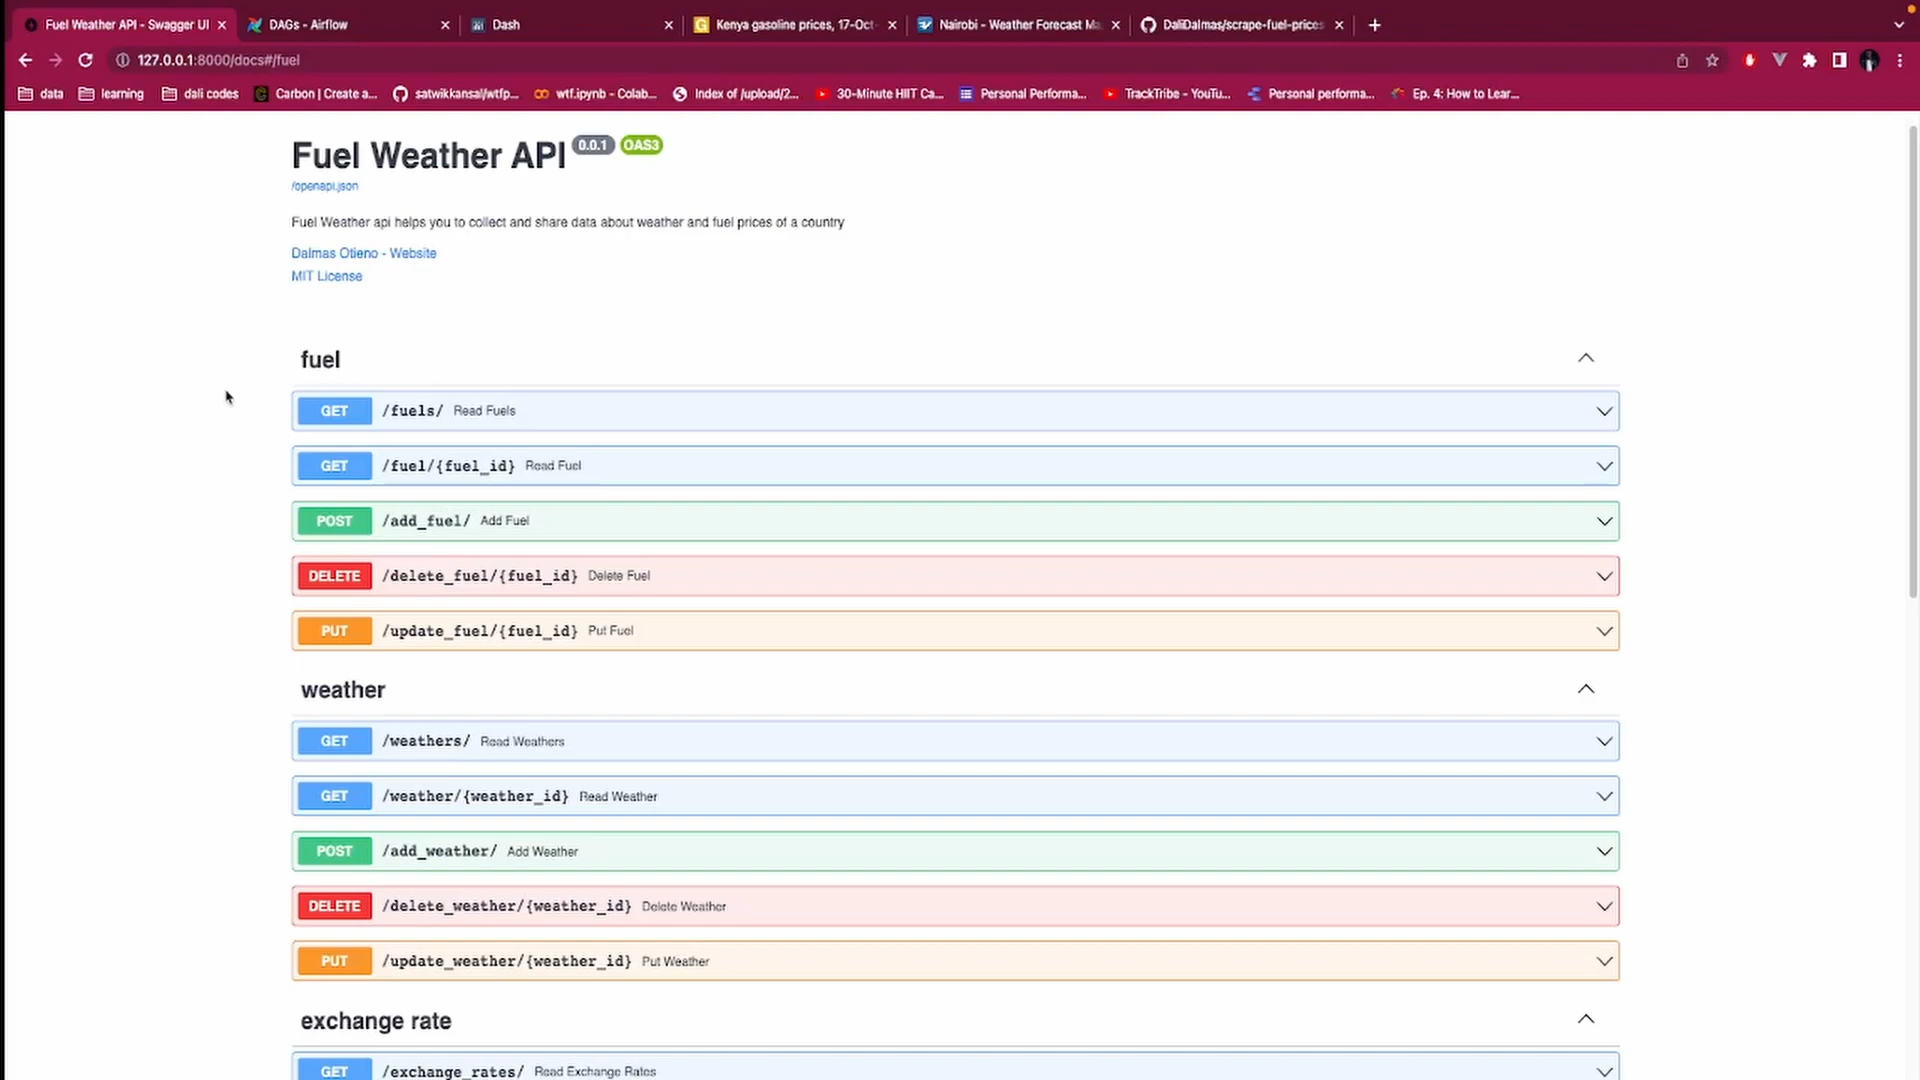 Fuel Weather API - Swagger UI
DAGs - Airflow
Dash
Kenya gasoline prices, 17-Oct
Nairobi - Weather Forecast Ma
DaliDalmas/scrape-fuel-prices
127.0.0.1:8000/docs#/fuel
data
learning
dali codes
Carbon | Create a...
satwikkansal/wtfp...
wtf.ipynb - Colab...
Index of /upload/2...
30-Minute HIIT Ca...
Personal Performa...
TrackTribe - YouTu...
Personal performa...
Ep. 4: How to Lear...
Fuel Weather API 0.0.1 OAS3
/openapi.json
Fuel Weather api helps you to collect and share data about weather and fuel prices of a country
Dalmas Otieno - Website
MIT License
fuel
GET /fuels/ Read Fuels
GET /fuel/{fuel_id} Read Fuel
POST /add_fuel/ Add Fuel
DELETE /delete_fuel/{fuel_id} Delete Fuel
PUT /update_fuel/{fuel_id} Put Fuel
weather
GET /weathers/ Read Weathers
GET /weather/{weather_id} Read Weather
POST /add_weather/ Add Weather
DELETE /delete_weather/{weather_id} Delete Weather
PUT /update_weather/{weather_id} Put Weather
exchange rate
GET /exchange_rates/ Read Exchange Rates